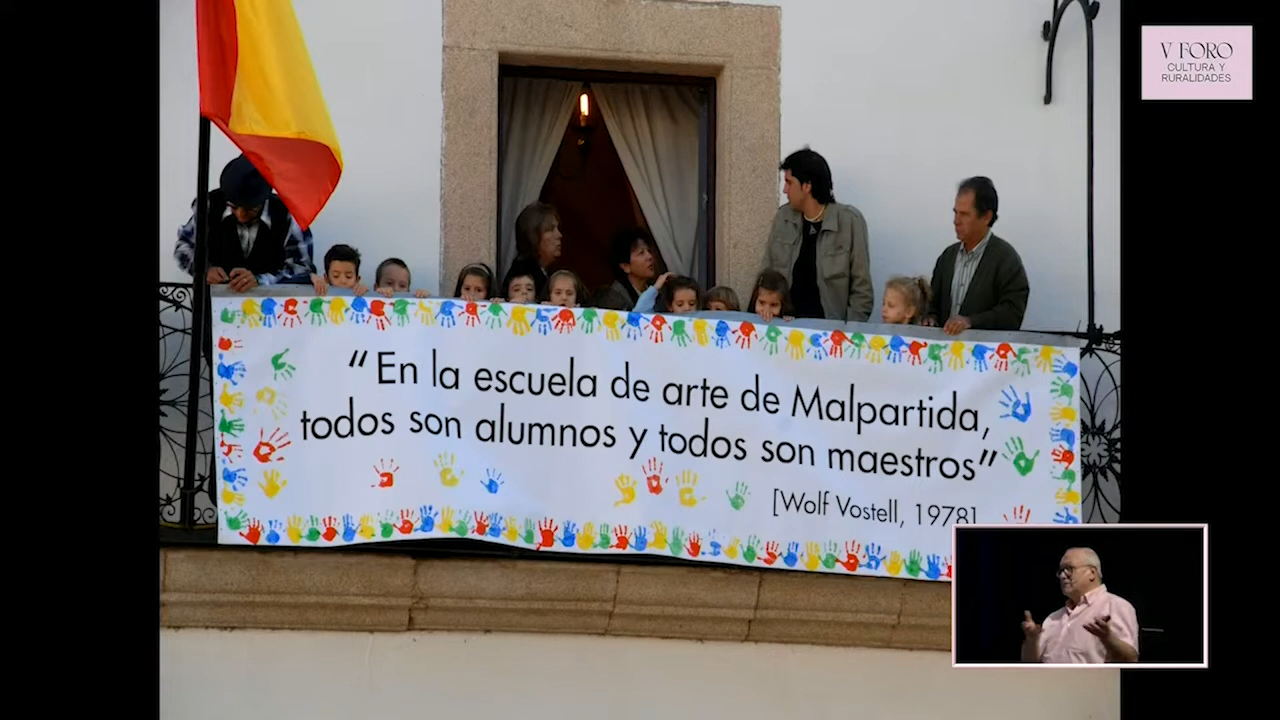 V FORO
CULTURA Y
RURALIDADES
“En la escuela de arte de Malpartida,
todos son alumnos y todos son maestros”
[Wolf Vostell, 1978]